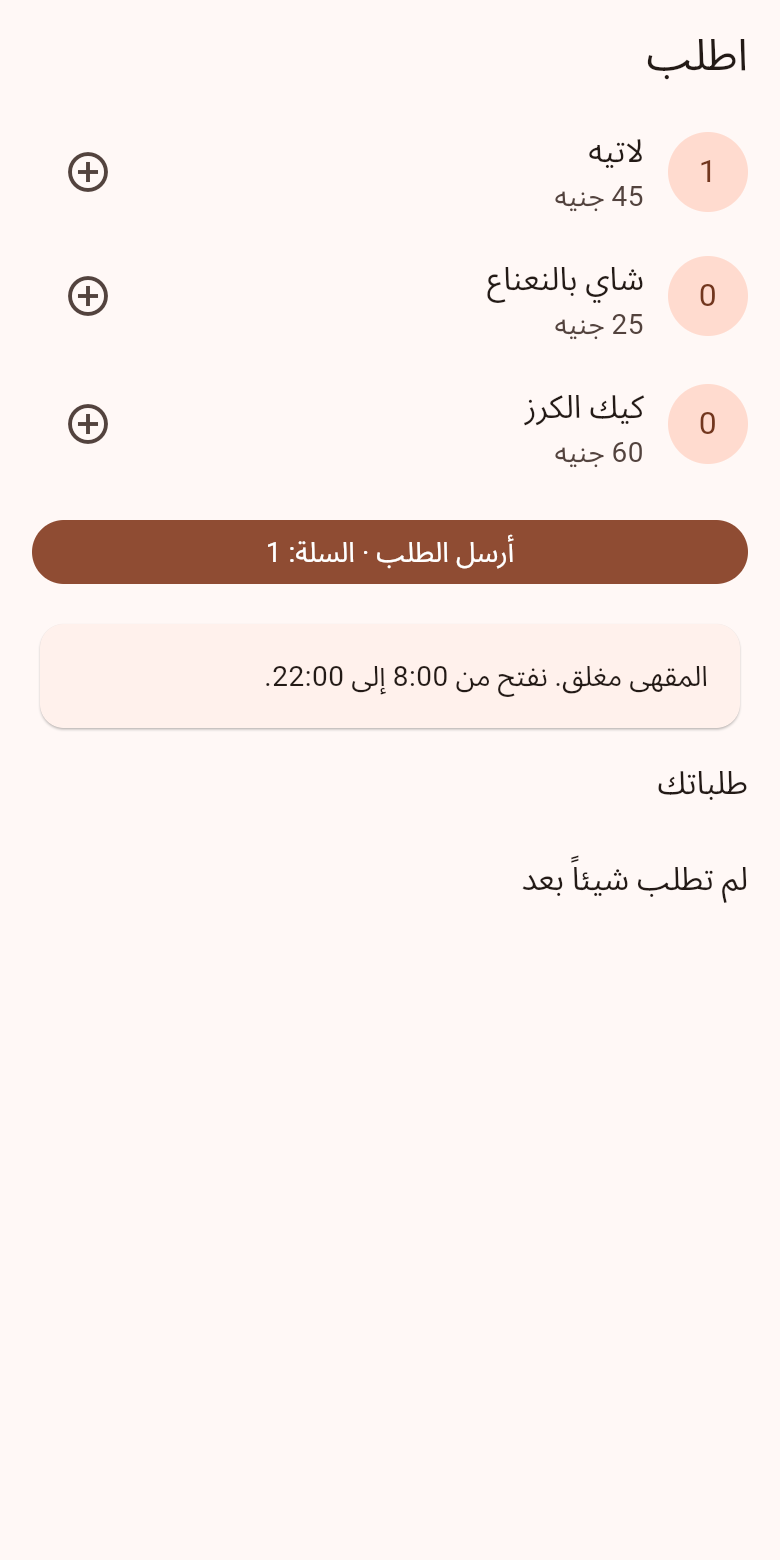 اطلب
1
لاتيه
45 جنيه
0
شاي بالنعناع
25 جنيه
0
كيك الكرز
60 جنيه
أرسل الطلب · السلة: 1
المقهى مغلق. نفتح من 8:00 إلى 22:00.
طلباتك
لم تطلب شيئاً بعد